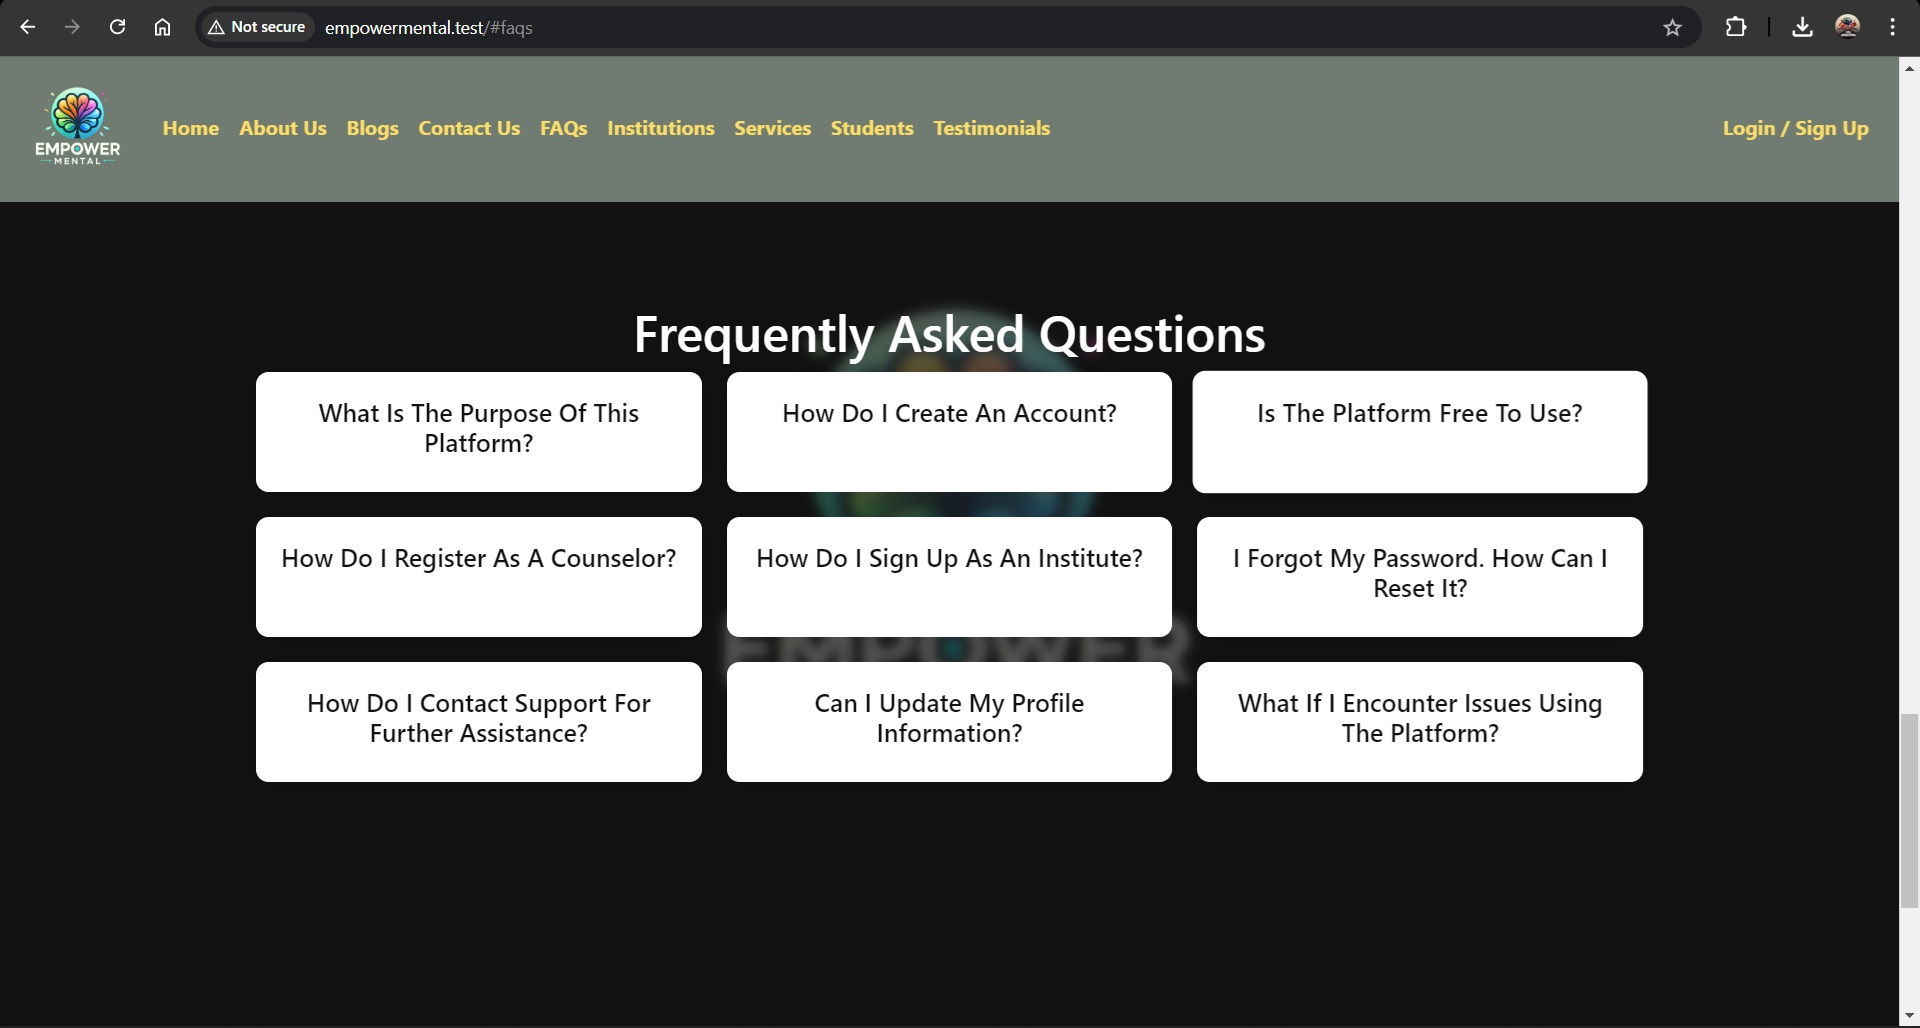 Not secure
empowermental.test/#faqs
EMPOWER
MENTAL
Home
About Us
Blogs
Contact Us
FAQs
Institutions
Services
Students
Testimonials
Login / Sign Up
Frequently Asked Questions
What Is The Purpose Of This
Platform?
How Do I Create An Account?
Is The Platform Free To Use?
How Do I Register As A Counselor?
How Do I Sign Up As An Institute?
I Forgot My Password. How Can I
Reset It?
EMPOWER
How Do I Contact Support For
Further Assistance?
Can I Update My Profile
Information?
What If I Encounter Issues Using
The Platform?